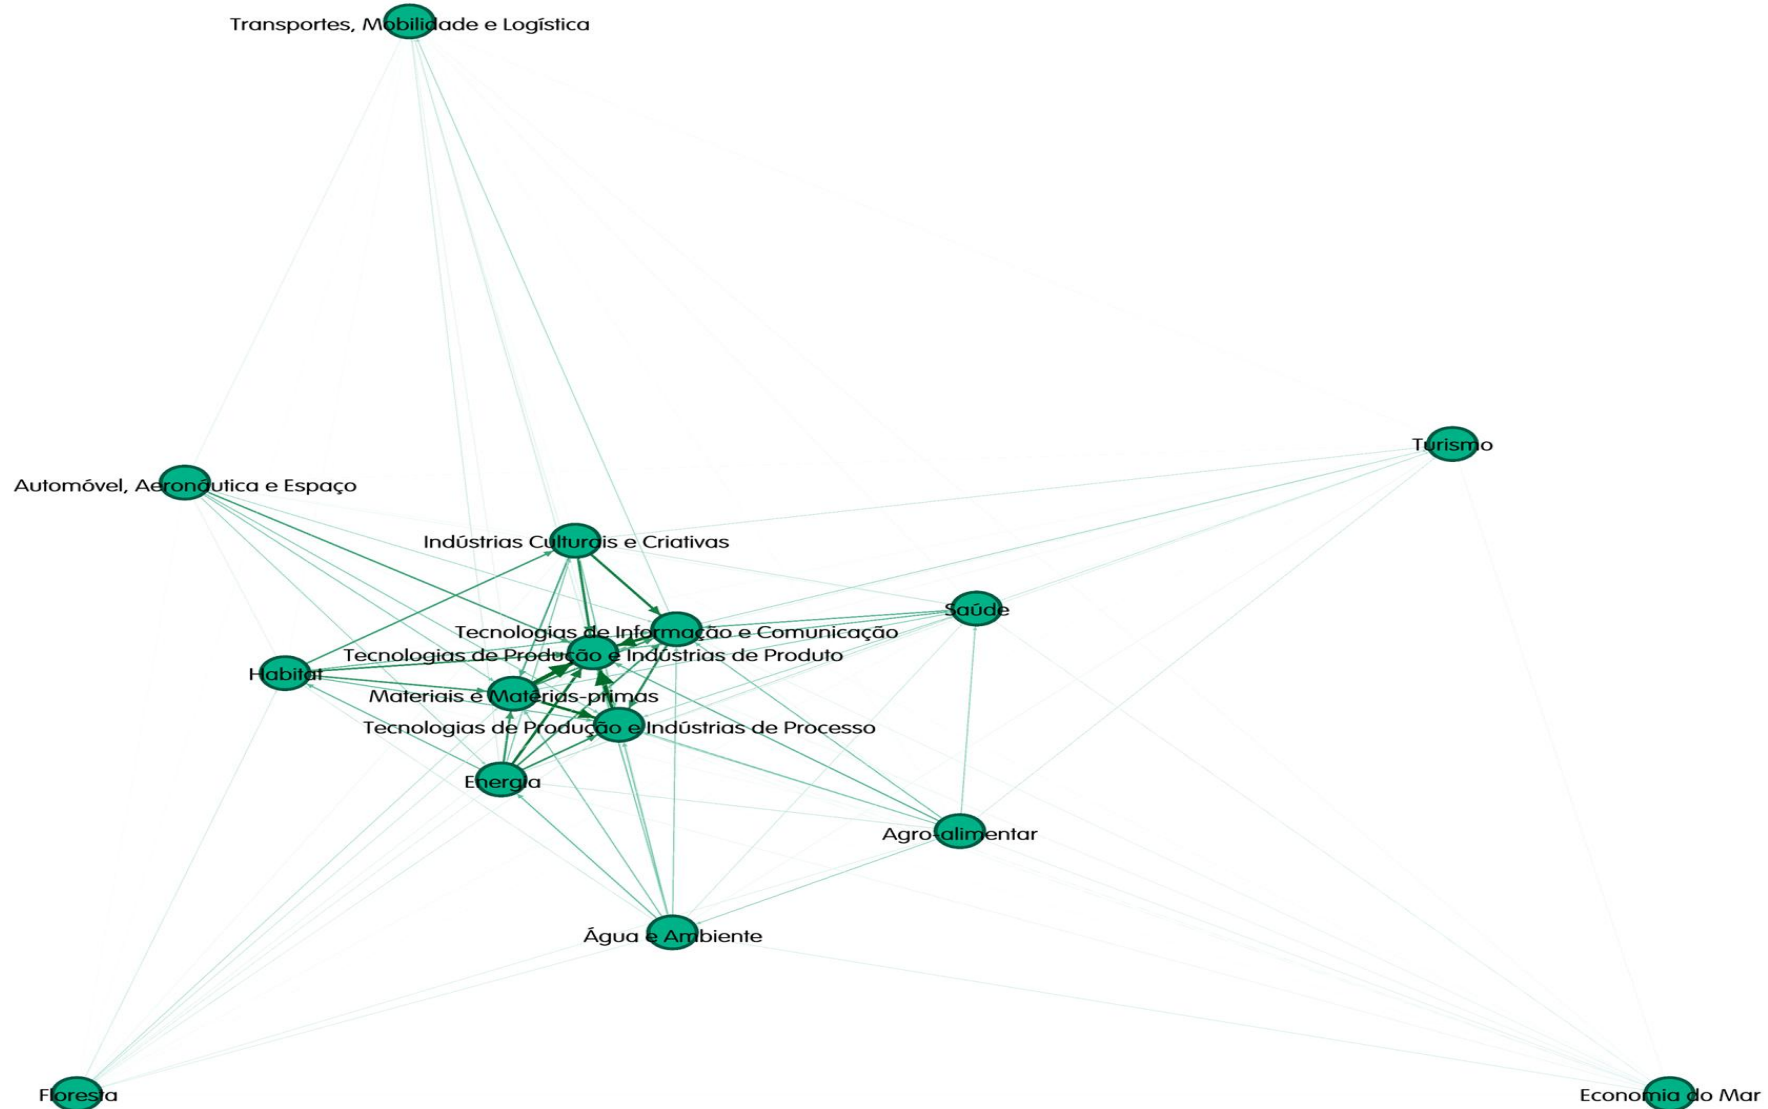 Transportes, Mobilidade e Logística
Turismo
Automóvel, Aeronáutica e Espaço
Indústrias Culturais e Criativas
Saúde
Tecnologias de Informação e Comunicação
Tecnologias de Produção e Indústrias de Produto
Habitat
Materiais e Matérias-primas
Tecnologias de Produção e Indústrias de Processo
Energia
Agro-alimentar
Água e Ambiente
Floresta
Economia do Mar